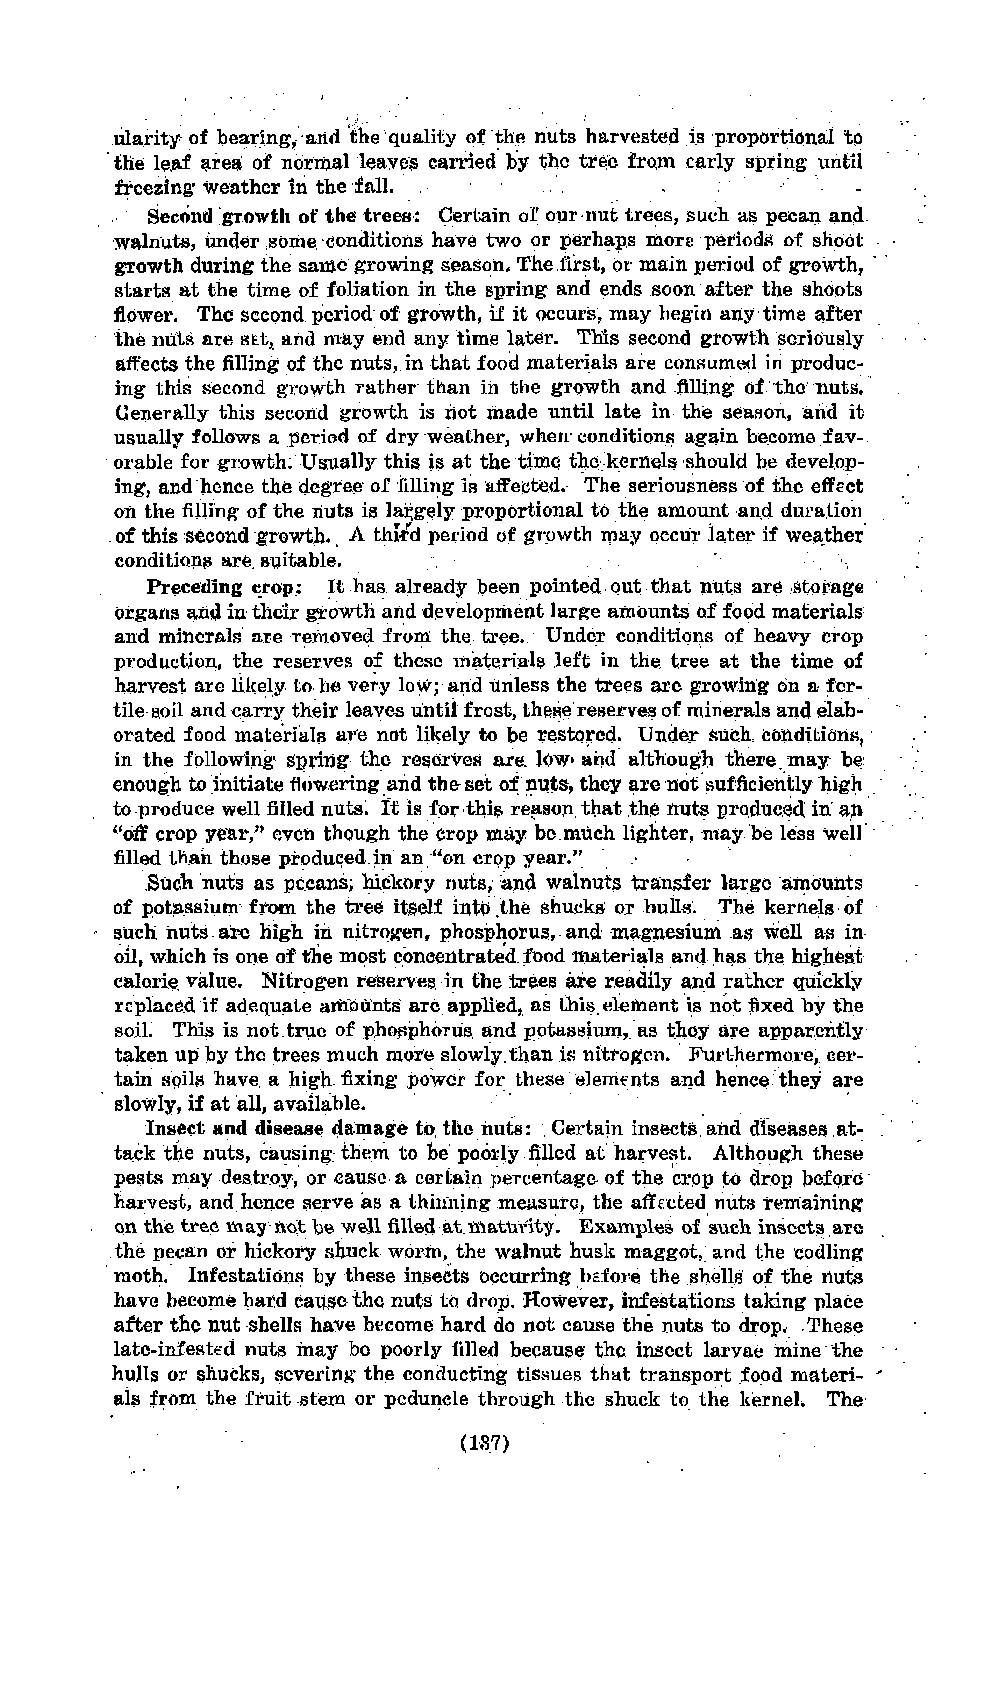 ularity of bearing, and the quality of the nuts harvested is proportional to
the leaf area of normal leaves carried by the tree from early spring until
freezing weather in the fall.
Second growth of the trees: Certain of our nut trees, such as pecan and
walnuts, under some conditions have two or perhaps more periods of shoot
growth during the same growing season. The first, or main period of growth,
starts at the time of foliation in the spring and ends soon after the shoots
flower. The second period of growth, if it occurs, may begin any time after
the nuts are set, and may end any time later. This second growth seriously
affects the filling of the nuts, in that food materials are consumed in produc-
ing this second growth rather than in the growth and filling of the nuts.
Generally this second growth is not made until late in the season, and it
usually follows a period of dry weather, when conditions again become fav-
orable for growth. Usually this is at the time the kernels should be develop-
ing, and hence the degree of filling is affected. The seriousness of the effect
on the filling of the nuts is largely proportional to the amount and duration
of this second growth. A third period of growth may occur later if weather
conditions are suitable.
Preceding crop: It has already been pointed out that nuts are storage
organs and in their growth and development large amounts of food materials
and minerals are removed from the tree. Under conditions of heavy crop
production, the reserves of these materials left in the tree at the time of
harvest are likely to be very low; and unless the trees are growing on a fer-
tile soil and carry their leaves until frost, these reserves of minerals and elab-
orated food materials are not likely to be restored. Under such conditions,
in the following spring the reserves are low and although there may be
enough to initiate flowering and the set of nuts, they are not sufficiently high
to produce well filled nuts. It is for this reason that the nuts produced in an
“off crop year,” even though the crop may be much lighter, may be less well
filled than those produced in an “on crop year.”
Such nuts as pecans, hickory nuts, and walnuts transfer large amounts
of potassium from the tree itself into the shucks or hulls. The kernels of
such nuts are high in nitrogen, phosphorus, and magnesium as well as in
oil, which is one of the most concentrated food materials and has the highest
calorie value. Nitrogen reserves in the trees are readily and rather quickly
replaced if adequate amounts are applied, as this element is not fixed by the
soil. This is not true of phosphorus and potassium, as they are apparently
taken up by the trees much more slowly than is nitrogen. Furthermore, cer-
tain soils have a high fixing power for these elements and hence they are
slowly, if at all, available.
Insect and disease damage to the nuts: Certain insects and diseases at-
tack the nuts, causing them to be poorly filled at harvest. Although these
pests may destroy, or cause a certain percentage of the crop to drop before
harvest, and hence serve as a thinning measure, the affected nuts remaining
on the tree may not be well filled at maturity. Examples of such insects are
the pecan or hickory shuck worm, the walnut husk maggot, and the codling
moth. Infestations by these insects occurring before the shells of the nuts
have become hard cause the nuts to drop. However, infestations taking place
after the nut shells have become hard do not cause the nuts to drop. These
late-infested nuts may be poorly filled because the insect larvae mine the
hulls or shucks, severing the conducting tissues that transport food materi-
als from the fruit stem or peduncle through the shuck to the kernel. The
(137)